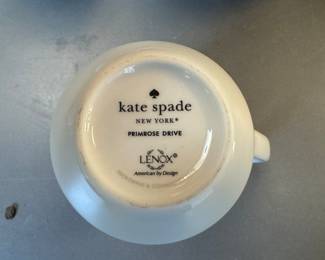 kate spade
NEW YORK
PRIMROSE DRIVE
LENOX®
American by Design